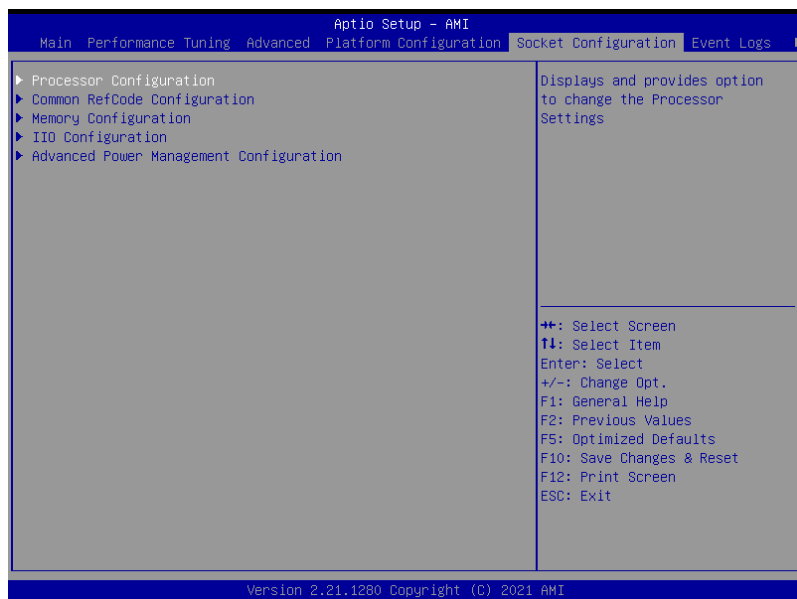 Aptio Setup – AMI
Main Performance Tuning Advanced Platform Configuration Socket Configuration Event Logs
Processor Configuration
Common RefCode Configuration
Memory Configuration
IIO Configuration
Advanced Power Management Configuration
Displays and provides option
to change the Processor
Settings
→←: Select Screen
↑↓: Select Item
Enter: Select
+/-: Change Opt.
F1: General Help
F2: Previous Values
F5: Optimized Defaults
F10: Save Changes & Reset
F12: Print Screen
ESC: Exit
Version 2.21.1280 Copyright (C) 2021 AMI